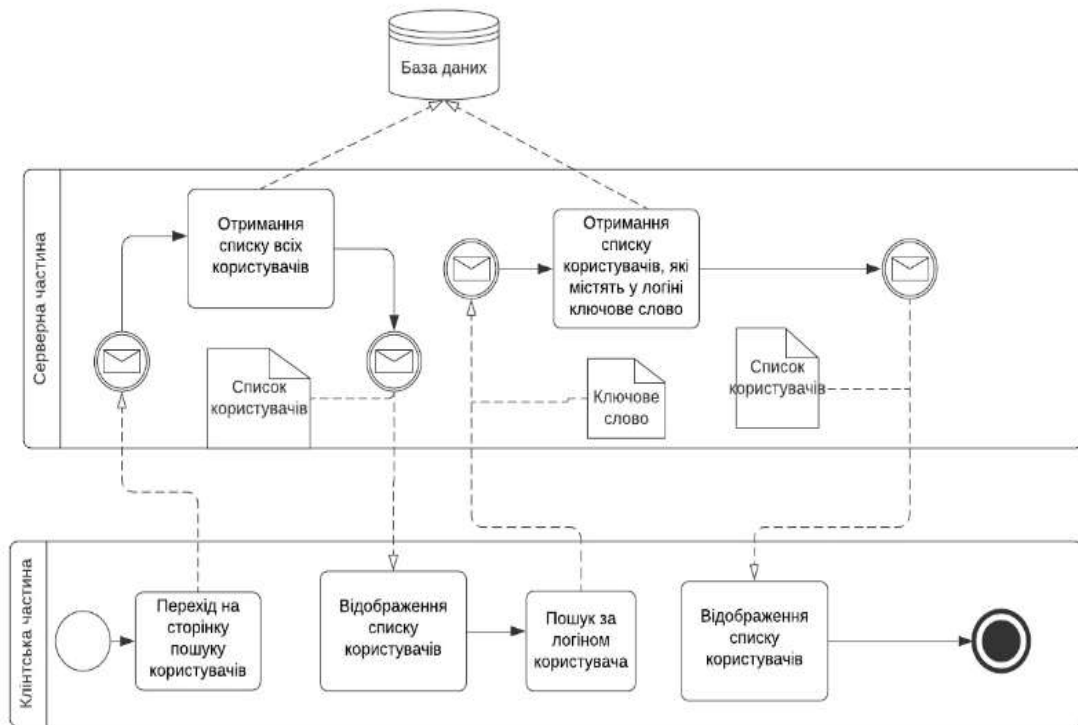 База даних
Серверна частина
Отримання
списку всіх
користувачів
Отримання
списку
користувачів, які
містять у логіні
ключове слово
Список
користувачів
Ключове
слово
Список
користувачів
Клінтська частина
Перехід на
сторінку
пошуку
користувачів
Відображення
списку
користувачів
Пошук за
логіном
користувача
Відображення
списку
користувачів